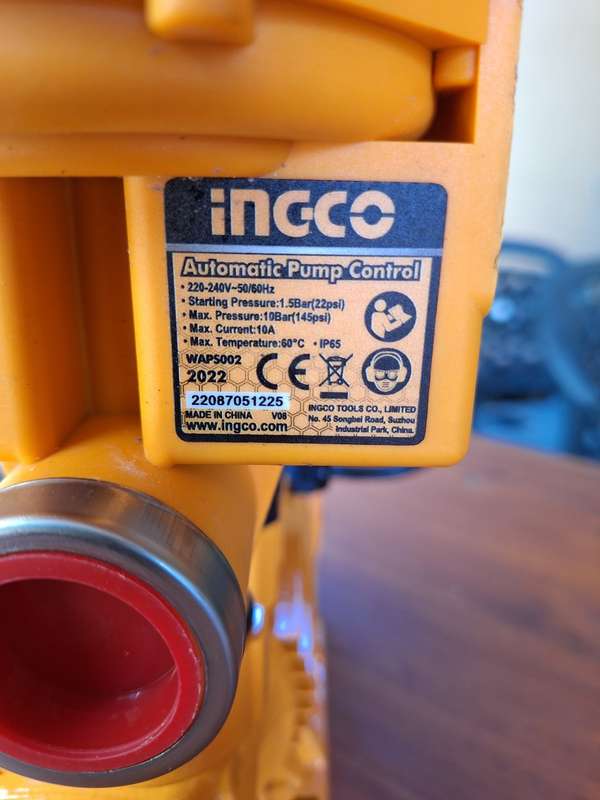 INGCO
Automatic Pump Control
• 220-240V~50/60Hz
• Starting Pressure:1.5Bar(22psi)
• Max. Pressure:10Bar(145psi)
• Max. Current:10A
• Max. Temperature:60°C • IP65
WAPS002
2022
CE
22087051225
MADE IN CHINA V08
www.ingco.com
INGCO TOOLS CO., LIMITED
No. 45 Songbei Road, Suzhou
Industrial Park, China.